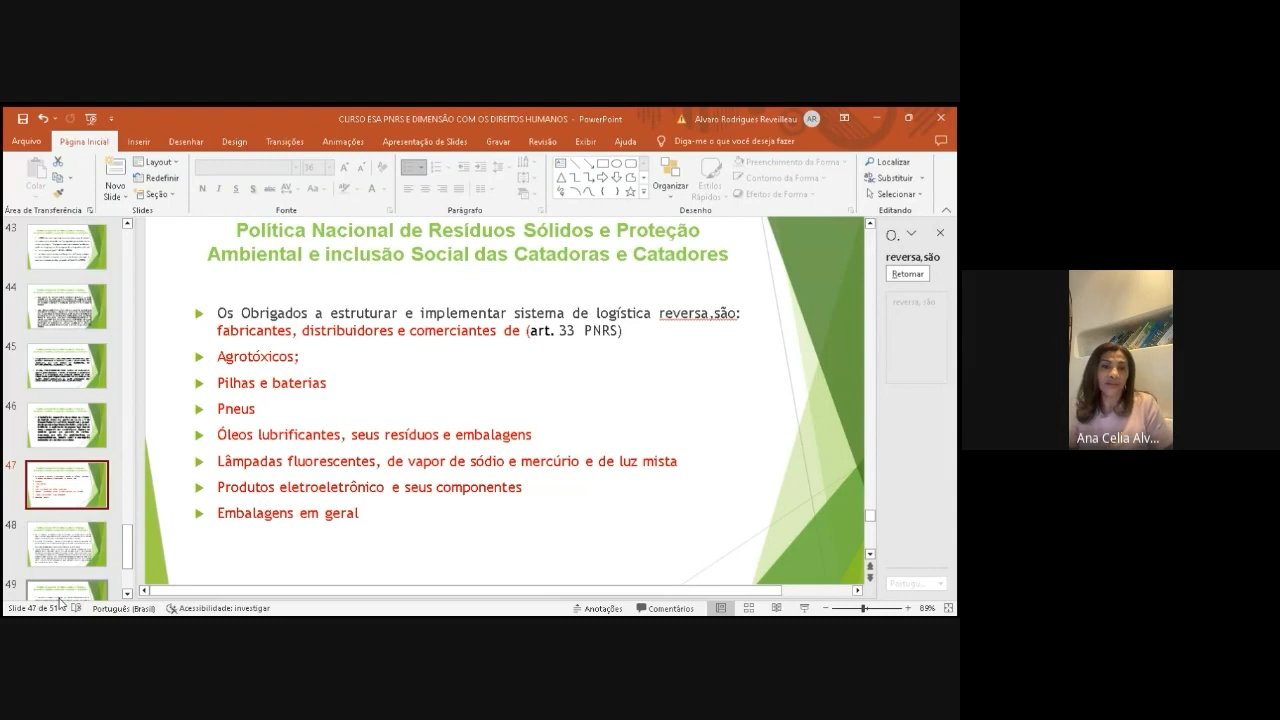 CURSO ESA PNRS E DIMENSÃO COM OS DIREITOS HUMANOS - PowerPoint
Alvaro Rodrigues Reveilleau
AR
Arquivo
Página Inicial
Inserir
Desenhar
Design
Transições
Animações
Apresentação de Slides
Gravar
Revisão
Exibir
Ajuda
Diga-me o que você deseja fazer
Colar
Novo
Slide
Layout
Redefinir
Seção
36
Organizar
Estilos
Rápidos
Preenchimento da Forma
Contorno da Forma
Efeitos de Forma
Localizar
Substituir
Selecionar
Área de Transferência
Slides
Fonte
Parágrafo
Desenho
Editando
43
44
45
46
47
48
49
Política Nacional de Resíduos Sólidos e Proteção
Ambiental e inclusão Social das Catadoras e Catadores
Os Obrigados a estruturar e implementar sistema de logística reversa,são:
fabricantes, distribuidores e comerciantes de (art. 33 PNRS)
Agrotóxicos;
Pilhas e baterias
Pneus
Óleos lubrificantes, seus resíduos e embalagens
Lâmpadas fluorescentes, de vapor de sódio e mercúrio e de luz mista
Produtos eletroeletrônico e seus componentes
Embalagens em geral
O.
reversa,são
Retomar
reversa, são
Portugu...
Slide 47 de 51
Português (Brasil)
Acessibilidade: investigar
Anotações
Comentários
89%
Ana Celia Alv...